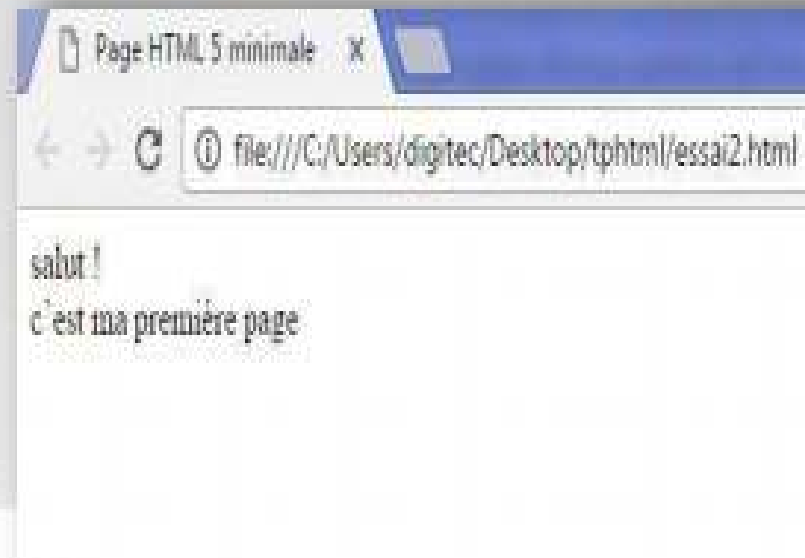 Page HTML 5 minimale
file:///C:/Users/digitec/Desktop/tphtml/essai2.html
salut !
c`est ma première page